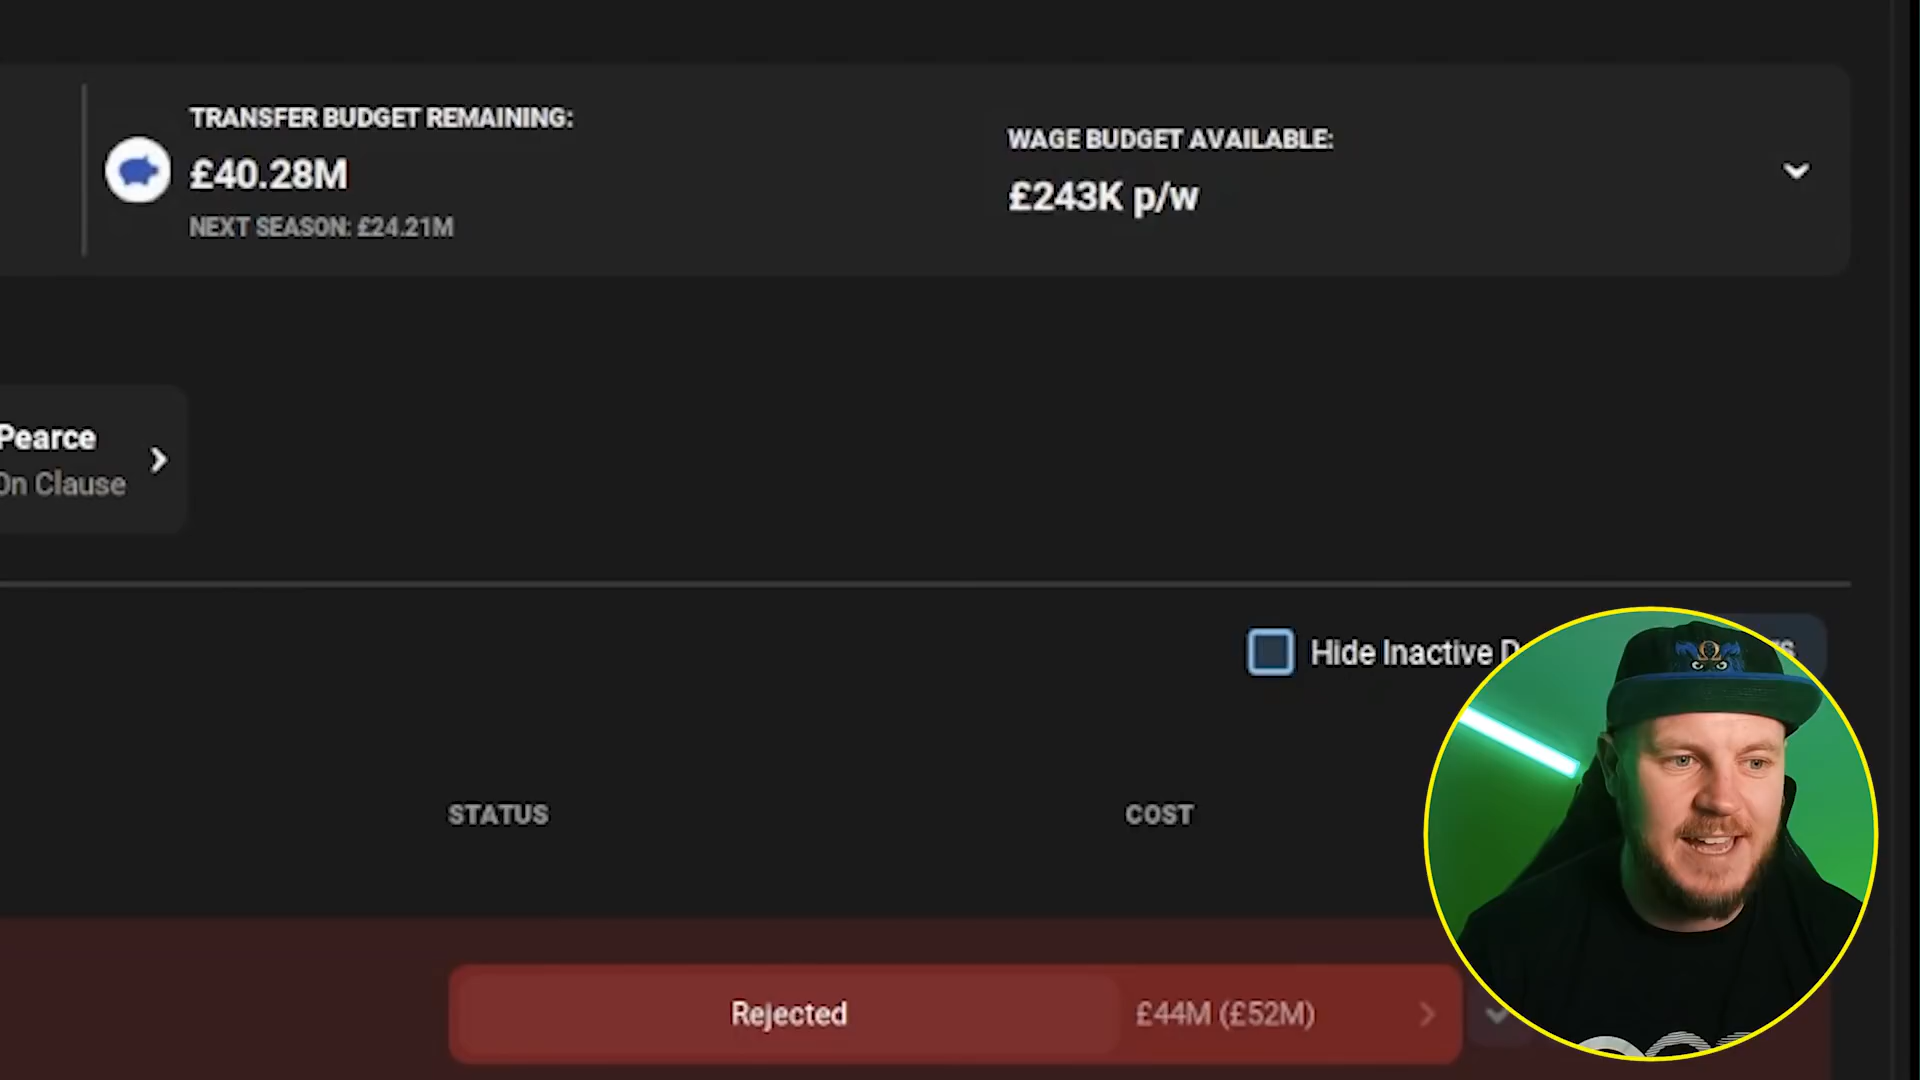 TRANSFER BUDGET REMAINING:
£40.28M
NEXT SEASON: £24.21M
WAGE BUDGET AVAILABLE:
£243K p/w
Pearce
On Clause
Hide Inactive
STATUS
COST
Rejected
£44M (£52M)